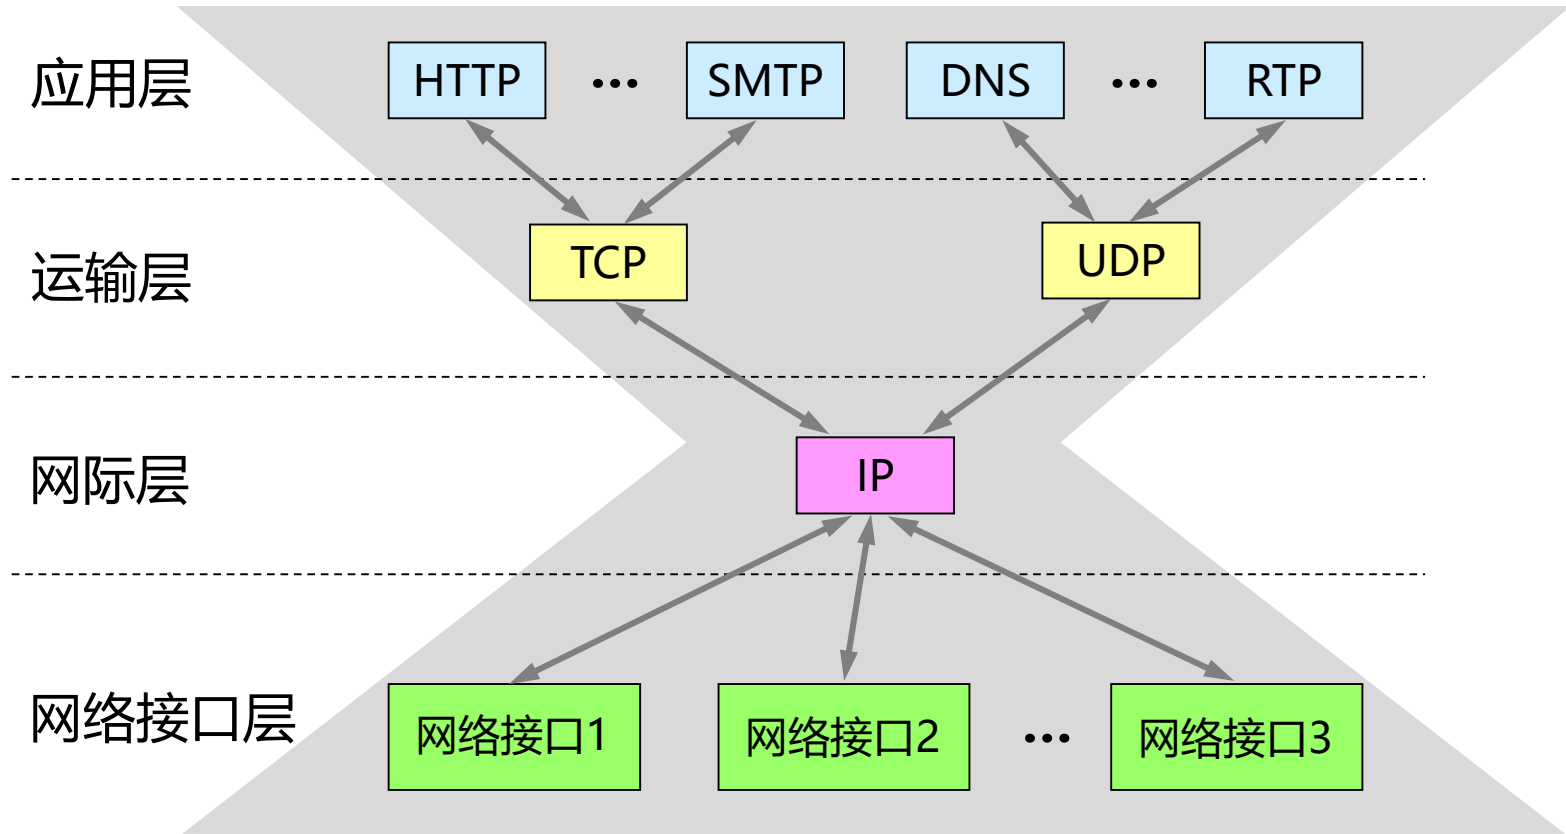 应用层 HTTP ••• SMTP DNS ••• RTP
运输层 TCP UDP
网际层 IP
网络接口层 网络接口1 网络接口2 ••• 网络接口3